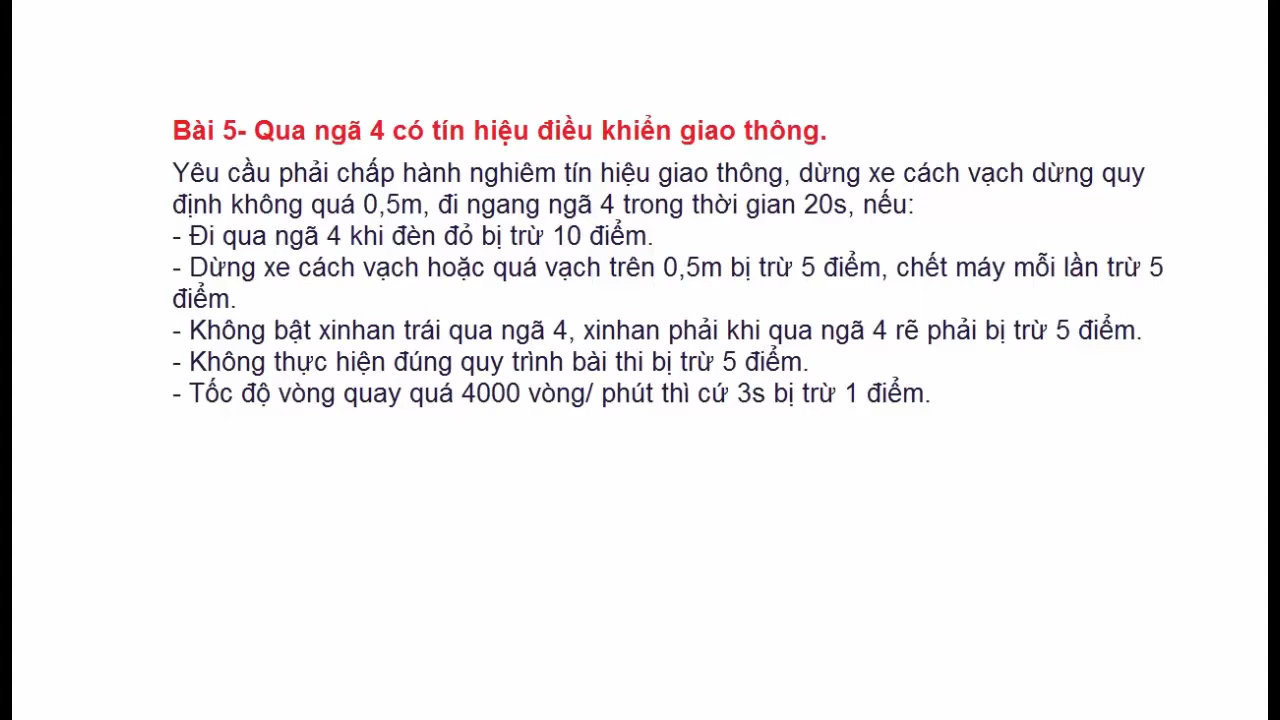 Bài 5- Qua ngã 4 có tín hiệu điều khiển giao thông.
Yêu cầu phải chấp hành nghiêm tín hiệu giao thông, dừng xe cách vạch dừng quy
định không quá 0,5m, đi ngang ngã 4 trong thời gian 20s, nếu:
- Đi qua ngã 4 khi đèn đỏ bị trừ 10 điểm.
- Dừng xe cách vạch hoặc quá vạch trên 0,5m bị trừ 5 điểm, chết máy mỗi lần trừ 5
điểm.
- Không bật xinhan trái qua ngã 4, xinhan phải khi qua ngã 4 rẽ phải bị trừ 5 điểm.
- Không thực hiện đúng quy trình bài thi bị trừ 5 điểm.
- Tốc độ vòng quay quá 4000 vòng/ phút thì cứ 3s bị trừ 1 điểm.